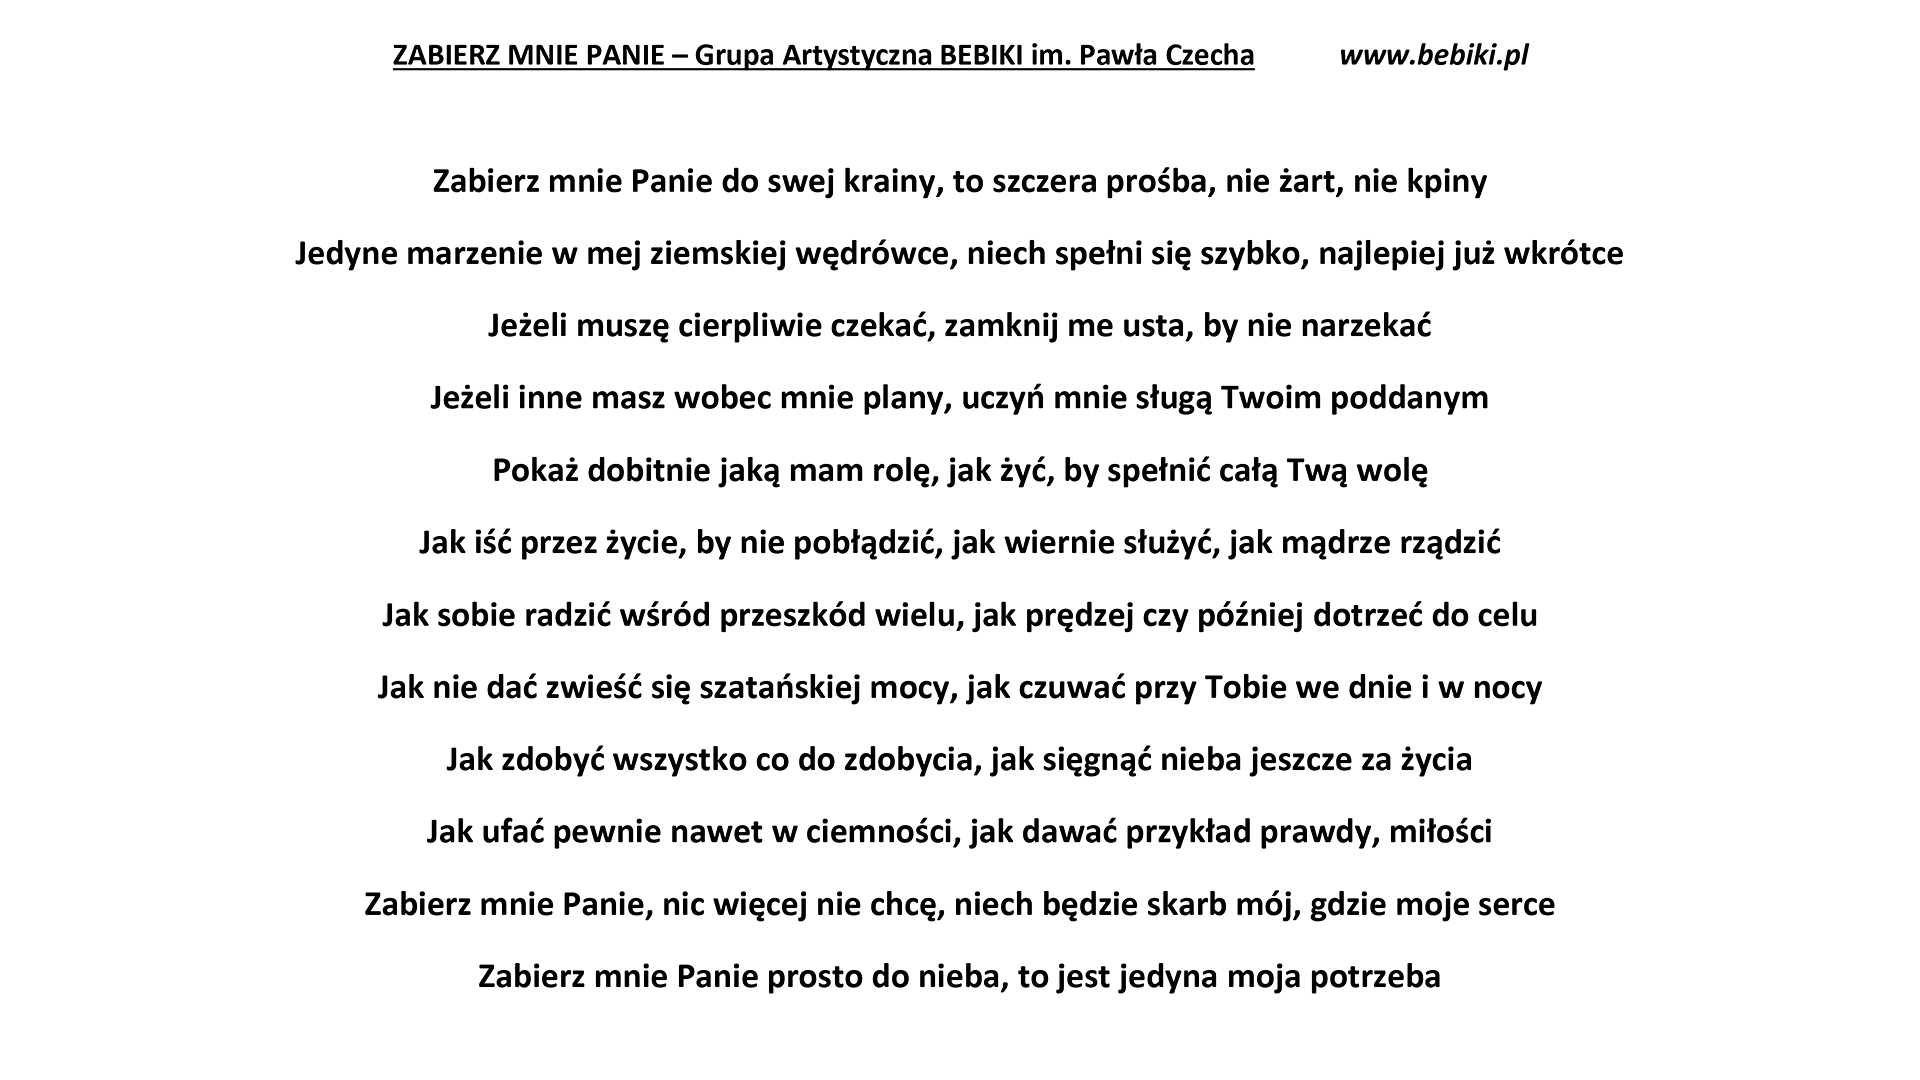 ZABIERZ MNIE PANIE – Grupa Artystyczna BEBIKI im. Pawła Czecha www.bebiki.pl
Zabierz mnie Panie do swej krainy, to szczera prośba, nie żart, nie kpiny
Jedyne marzenie w mej ziemskiej wędrówce, niech spełni się szybko, najlepiej już wkrótce
Jeżeli muszę cierpliwie czekać, zamknij me usta, by nie narzekać
Jeżeli inne masz wobec mnie plany, uczyń mnie sługą Twoim poddanym
Pokaż dobitnie jaką mam rolę, jak żyć, by spełnić całą Twą wolę
Jak iść przez życie, by nie pobłądzić, jak wiernie służyć, jak mądrze rządzić
Jak sobie radzić wśród przeszkód wielu, jak prędzej czy później dotrzeć do celu
Jak nie dać zwieść się szatańskiej mocy, jak czuwać przy Tobie we dnie i w nocy
Jak zdobyć wszystko co do zdobycia, jak sięgnąć nieba jeszcze za życia
Jak ufać pewnie nawet w ciemności, jak dawać przykład prawdy, miłości
Zabierz mnie Panie, nic więcej nie chcę, niech będzie skarb mój, gdzie moje serce
Zabierz mnie Panie prosto do nieba, to jest jedyna moja potrzeba